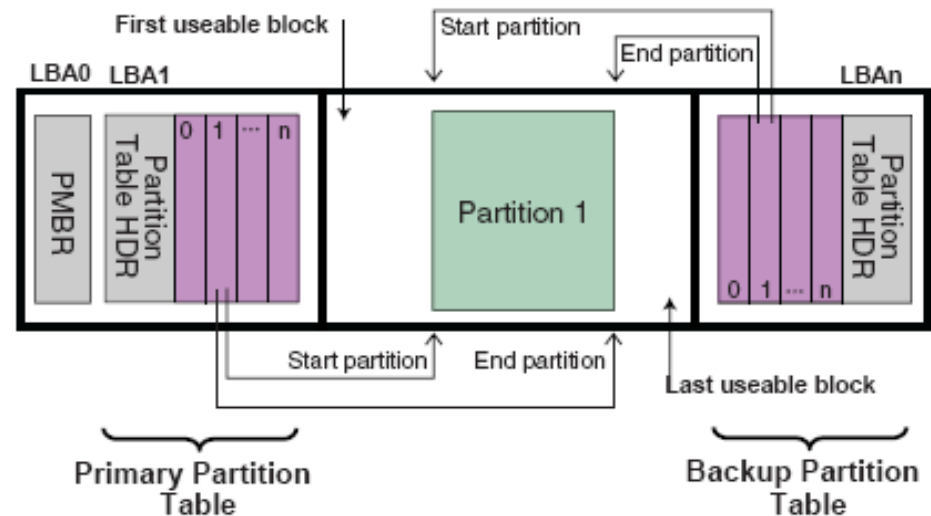 First useable block
Start partition
End partition
LBA0
LBA1
LBAn
PMBR
Partition
Table HDR
0 1 ... n
Partition 1
0 1 ... n
Partition
Table HDR
Start partition
End partition
Last useable block
Primary Partition
Table
Backup Partition
Table